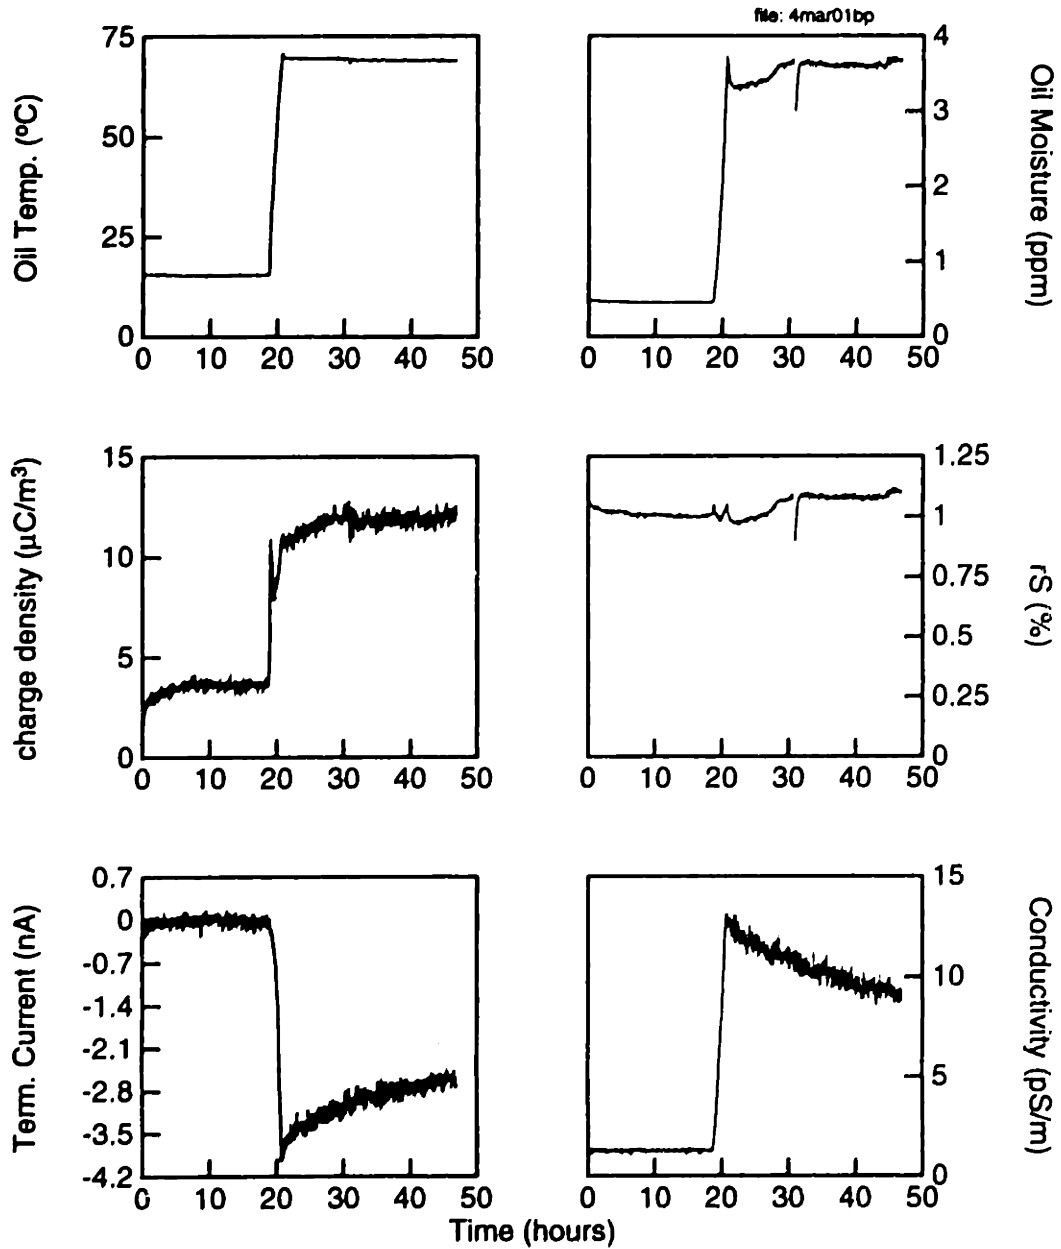 file: 4mar01bp
Oil Temp. (ºC)
75
50
25
0
0 10 20 30 40 50
Oil Moisture (ppm)
4
3
2
1
0
0 10 20 30 40 50
charge density (µC/m³)
15
10
5
0
0 10 20 30 40 50
rS (%)
1.25
1
0.75
0.5
0.25
0
0 10 20 30 40 50
Term. Current (nA)
0.7
0
-0.7
-1.4
-2.1
-2.8
-3.5
-4.2
0 10 20 30 40 50
Conductivity (pS/m)
15
10
5
0
0 10 20 30 40 50
Time (hours)